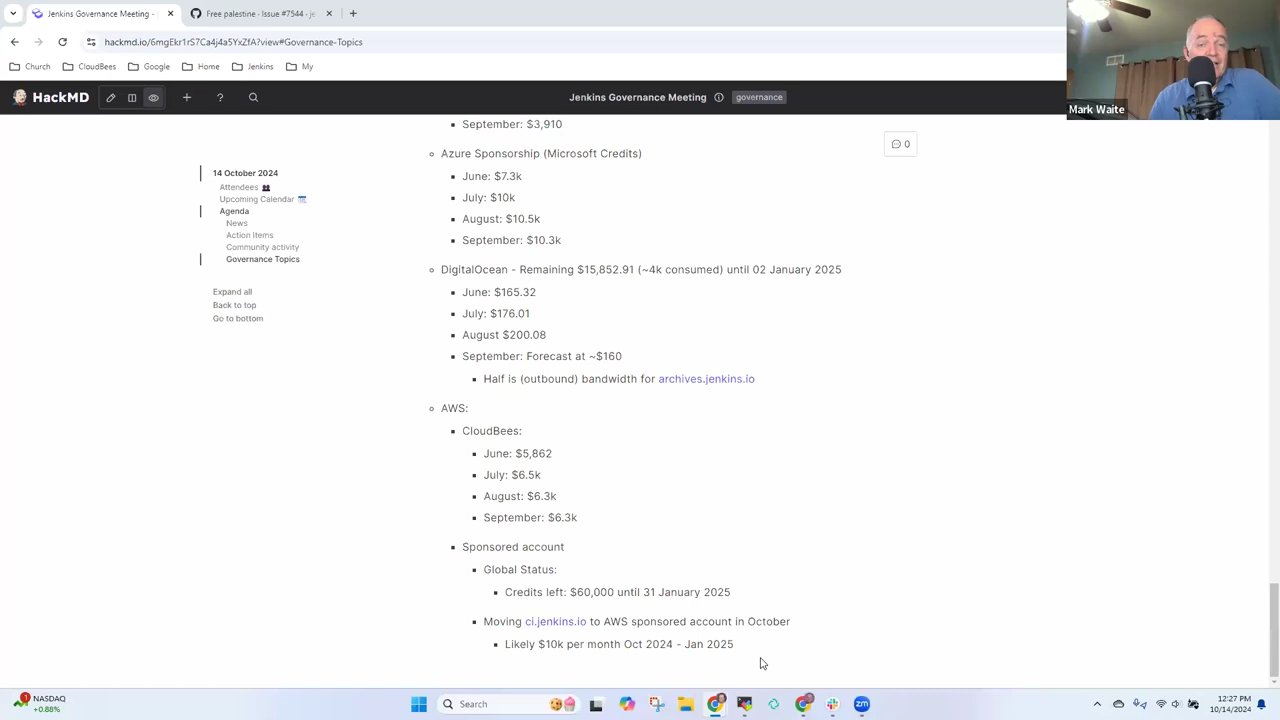 Jenkins Governance Meeting -
Free palestine · Issue #7544 · je
hackmd.io/6mgEkr1rS7Ca4j4a5YxZfA?view#Governance-Topics
Church
CloudBees
Google
Home
Jenkins
My
Mark Waite
HackMD
Jenkins Governance Meeting
governance
0
14 October 2024
Attendees
Upcoming Calendar
Agenda
News
Action Items
Community activity
Governance Topics
Expand all
Back to top
Go to bottom
September: $3,910
Azure Sponsorship (Microsoft Credits)
June: $7.3k
July: $10k
August: $10.5k
September: $10.3k
DigitalOcean - Remaining $15,852.91 (~4k consumed) until 02 January 2025
June: $165.32
July: $176.01
August $200.08
September: Forecast at ~$160
Half is (outbound) bandwidth for archives.jenkins.io
AWS:
CloudBees:
June: $5,862
July: $6.5k
August: $6.3k
September: $6.3k
Sponsored account
Global Status:
Credits left: $60,000 until 31 January 2025
Moving ci.jenkins.io to AWS sponsored account in October
Likely $10k per month Oct 2024 - Jan 2025
1
NASDAQ
+0.88%
Search
zm
12:27 PM
10/14/2024